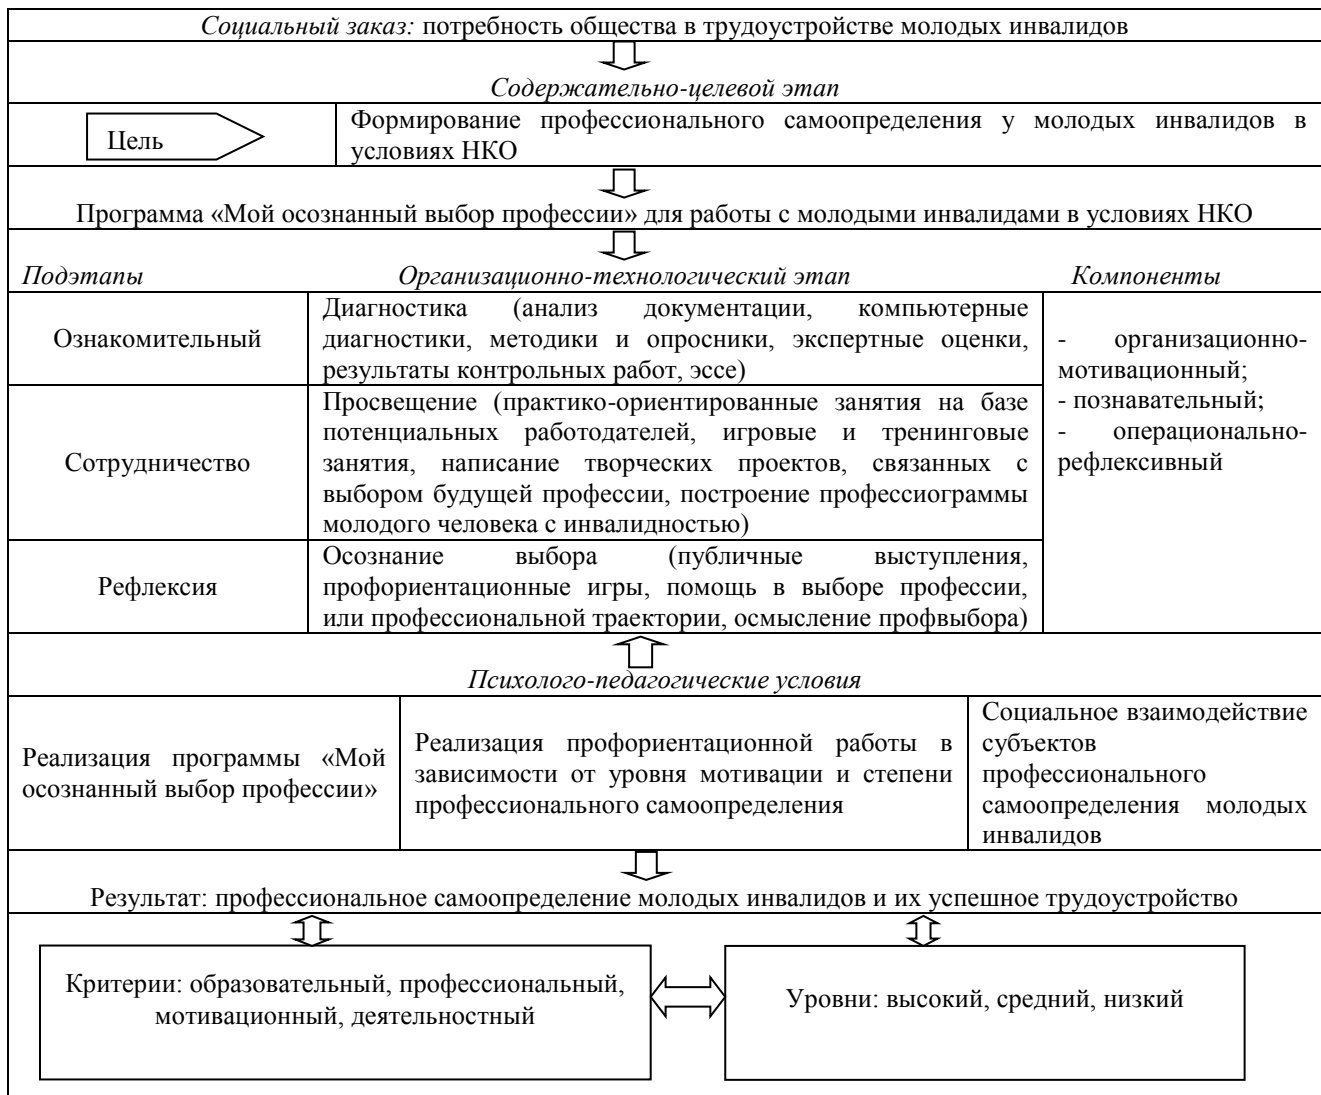 Социальный заказ: потребность общества в трудоустройстве молодых инвалидов
Содержательно-целевой этап
Цель
Формирование профессионального самоопределения у молодых инвалидов в
условиях НКО
Программа «Мой осознанный выбор профессии» для работы с молодыми инвалидами в условиях НКО
Подэтапы
Организационно-технологический этап
Компоненты
Ознакомительный
Диагностика (анализ документации, компьютерные
диагностики, методики и опросники, экспертные оценки,
результаты контрольных работ, эссе)
Сотрудничество
Просвещение (практико-ориентированные занятия на базе
потенциальных работодателей, игровые и тренинговые
занятия, написание творческих проектов, связанных с
выбором будущей профессии, построение профессиограммы
молодого человека с инвалидностью)
Рефлексия
Осознание выбора (публичные выступления,
профориентационные игры, помощь в выборе профессии,
или профессиональной траектории, осмысление профвыбора)
- организационно-
мотивационный;
- познавательный;
- операционально-
рефлексивный
Психолого-педагогические условия
Реализация программы «Мой
осознанный выбор профессии»
Реализация профориентационной работы в
зависимости от уровня мотивации и степени
профессионального самоопределения
Социальное взаимодействие
субъектов
профессионального
самоопределения молодых
инвалидов
Результат: профессиональное самоопределение молодых инвалидов и их успешное трудоустройство
Критерии: образовательный, профессиональный,
мотивационный, деятельностный
Уровни: высокий, средний, низкий